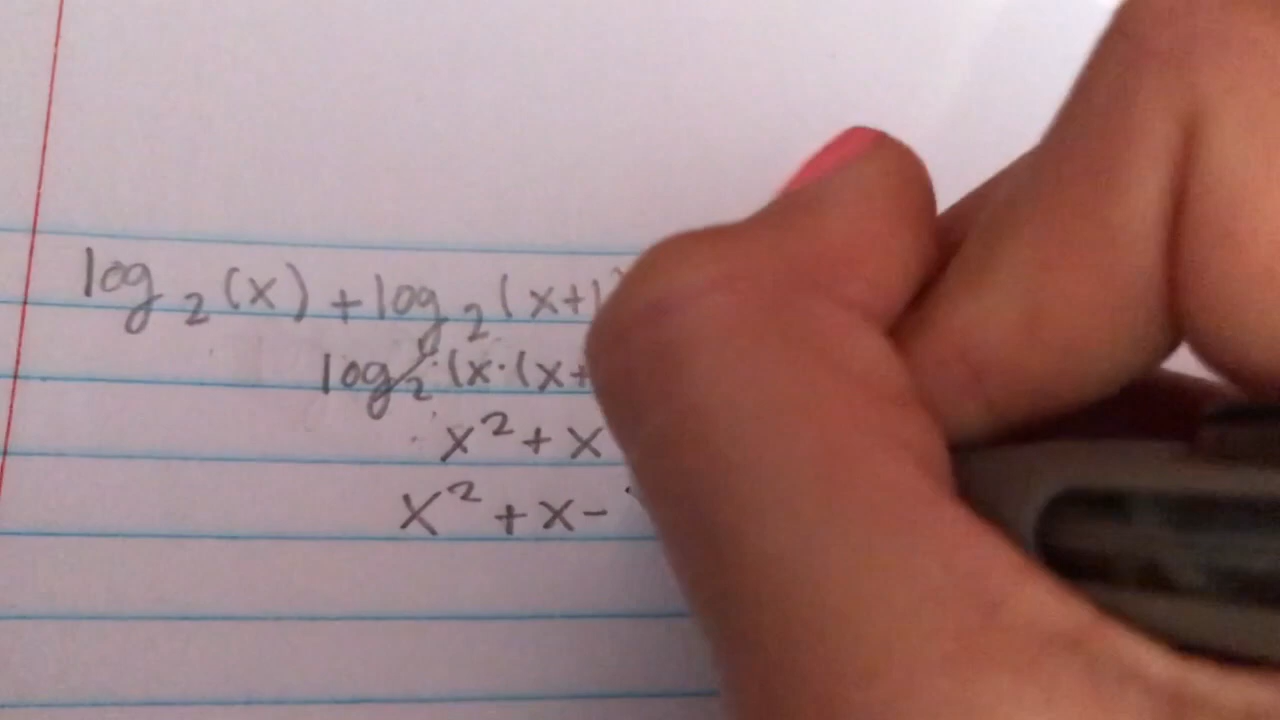 log₂(x) + log₂(x+1
log₂(x·(x+
x² + x
x² + x -